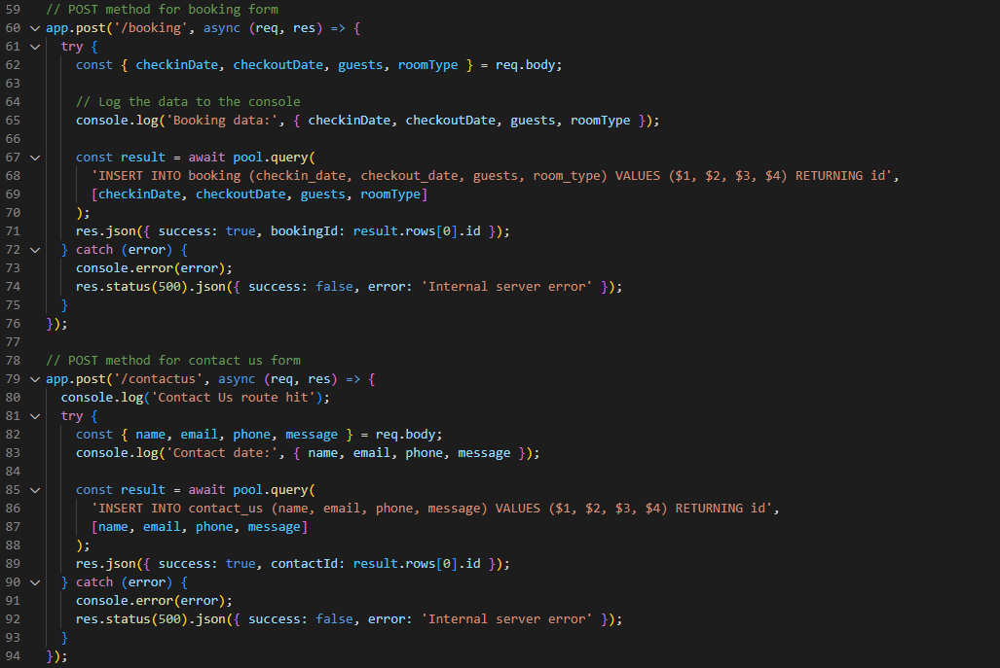 59 // POST method for booking form
60 app.post('/booking', async (req, res) => {
61 try {
62 const { checkinDate, checkoutDate, guests, roomType } = req.body;
63
64 // Log the data to the console
65 console.log('Booking data:', { checkinDate, checkoutDate, guests, roomType });
66
67 const result = await pool.query(
68 'INSERT INTO booking (checkin_date, checkout_date, guests, room_type) VALUES ($1, $2, $3, $4) RETURNING id',
69 [checkinDate, checkoutDate, guests, roomType]
70 );
71 res.json({ success: true, bookingId: result.rows[0].id });
72 } catch (error) {
73 console.error(error);
74 res.status(500).json({ success: false, error: 'Internal server error' });
75 }
76 });
77
78 // POST method for contact us form
79 app.post('/contactus', async (req, res) => {
80 console.log('Contact Us route hit');
81 try {
82 const { name, email, phone, message } = req.body;
83 console.log('Contact date:', { name, email, phone, message });
84
85 const result = await pool.query(
86 'INSERT INTO contact_us (name, email, phone, message) VALUES ($1, $2, $3, $4) RETURNING id',
87 [name, email, phone, message]
88 );
89 res.json({ success: true, contactId: result.rows[0].id });
90 } catch (error) {
91 console.error(error);
92 res.status(500).json({ success: false, error: 'Internal server error' });
93 }
94 });